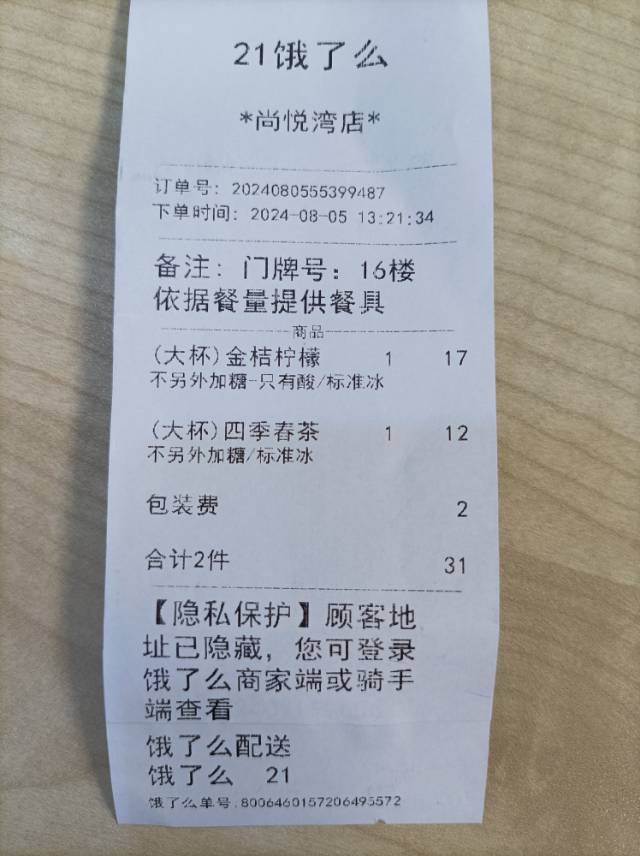 21饿了么
*尚悦湾店*
订单号: 2024080555399487
下单时间: 2024-08-05 13:21:34
备注: 门牌号: 16楼
依据餐量提供餐具
商品
(大杯)金桔柠檬 1 17
不另外加糖-只有酸/标准冰
(大杯)四季春茶 1 12
不另外加糖/标准冰
包装费 2
合计2件 31
【隐私保护】顾客地
址已隐藏, 您可登录
饿了么商家端或骑手
端查看
饿了么配送
饿了么 21
饿了么单号:8006460157206495572